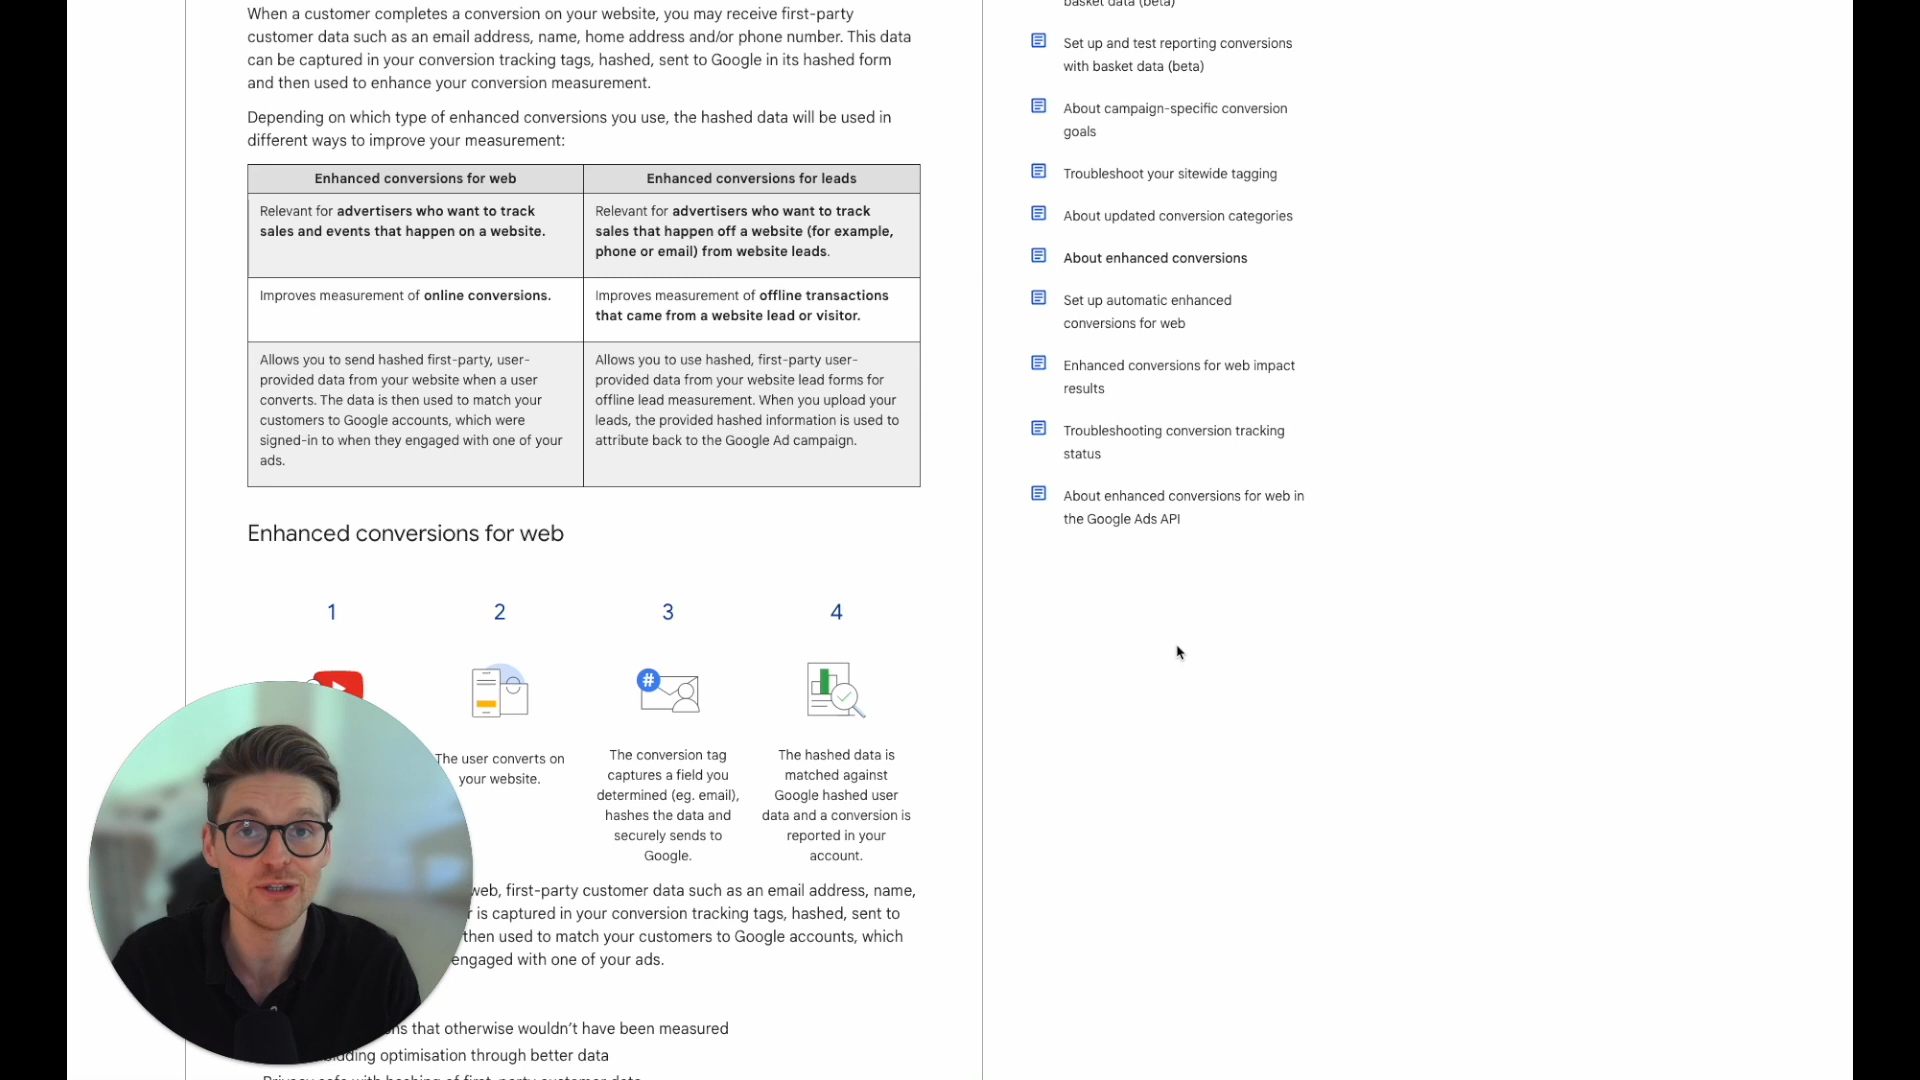 When a customer completes a conversion on your website, you may receive first-party
customer data such as an email address, name, home address and/or phone number. This data
can be captured in your conversion tracking tags, hashed, sent to Google in its hashed form
and then used to enhance your conversion measurement.
Depending on which type of enhanced conversions you use, the hashed data will be used in
different ways to improve your measurement:
Enhanced conversions for web
Relevant for advertisers who want to track
sales and events that happen on a website.
Improves measurement of online conversions.
Allows you to send hashed first-party, user-
provided data from your website when a user
converts. The data is then used to match your
customers to Google accounts, which were
signed-in to when they engaged with one of your
ads.
Enhanced conversions for leads
Relevant for advertisers who want to track
sales that happen off a website (for example,
phone or email) from website leads.
Improves measurement of offline transactions
that came from a website lead or visitor.
Allows you to use hashed, first-party user-
provided data from your website lead forms for
offline lead measurement. When you upload your
leads, the provided hashed information is used to
attribute back to the Google Ad campaign.
Enhanced conversions for web
1
2
The user converts on
your website.
3
#
The conversion tag
captures a field you
determined (eg. email),
hashes the data and
securely sends to
Google.
4
The hashed data is
matched against
Google hashed user
data and a conversion is
reported in your
account.
web, first-party customer data such as an email address, name,
is captured in your conversion tracking tags, hashed, sent to
then used to match your customers to Google accounts, which
engaged with one of your ads.
that otherwise wouldn't have been measured
optimisation through better data
Privacy safe with hashing of first-party customer data
basket data (beta)
Set up and test reporting conversions
with basket data (beta)
About campaign-specific conversion
goals
Troubleshoot your sitewide tagging
About updated conversion categories
About enhanced conversions
Set up automatic enhanced
conversions for web
Enhanced conversions for web impact
results
Troubleshooting conversion tracking
status
About enhanced conversions for web in
the Google Ads API